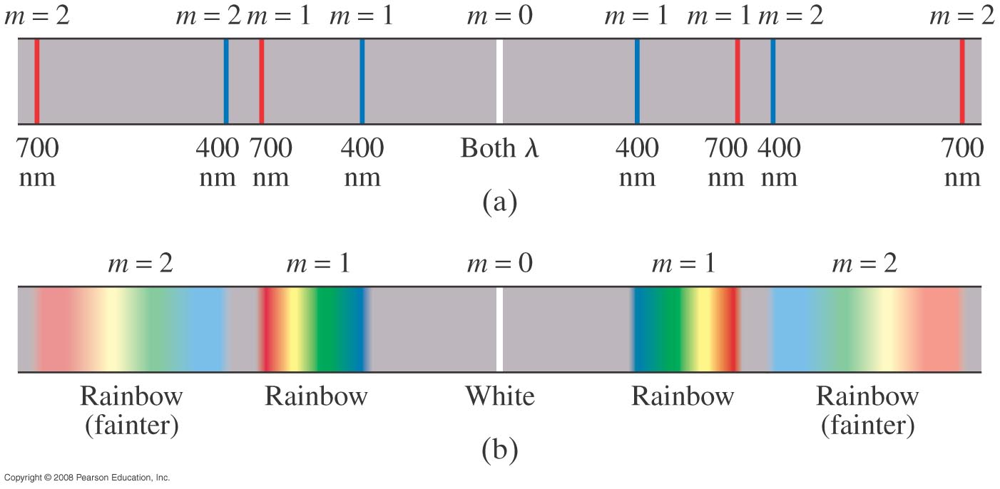 m = 2 m = 2 m = 1 m = 1 m = 0 m = 1 m = 1 m = 2 m = 2
700 400 700 400 Both λ 400 700 400 700
nm nm nm nm nm nm nm nm
(a)
m = 2 m = 1 m = 0 m = 1 m = 2
Rainbow Rainbow White Rainbow Rainbow
(fainter) (fainter)
(b)
Copyright © 2008 Pearson Education, Inc.